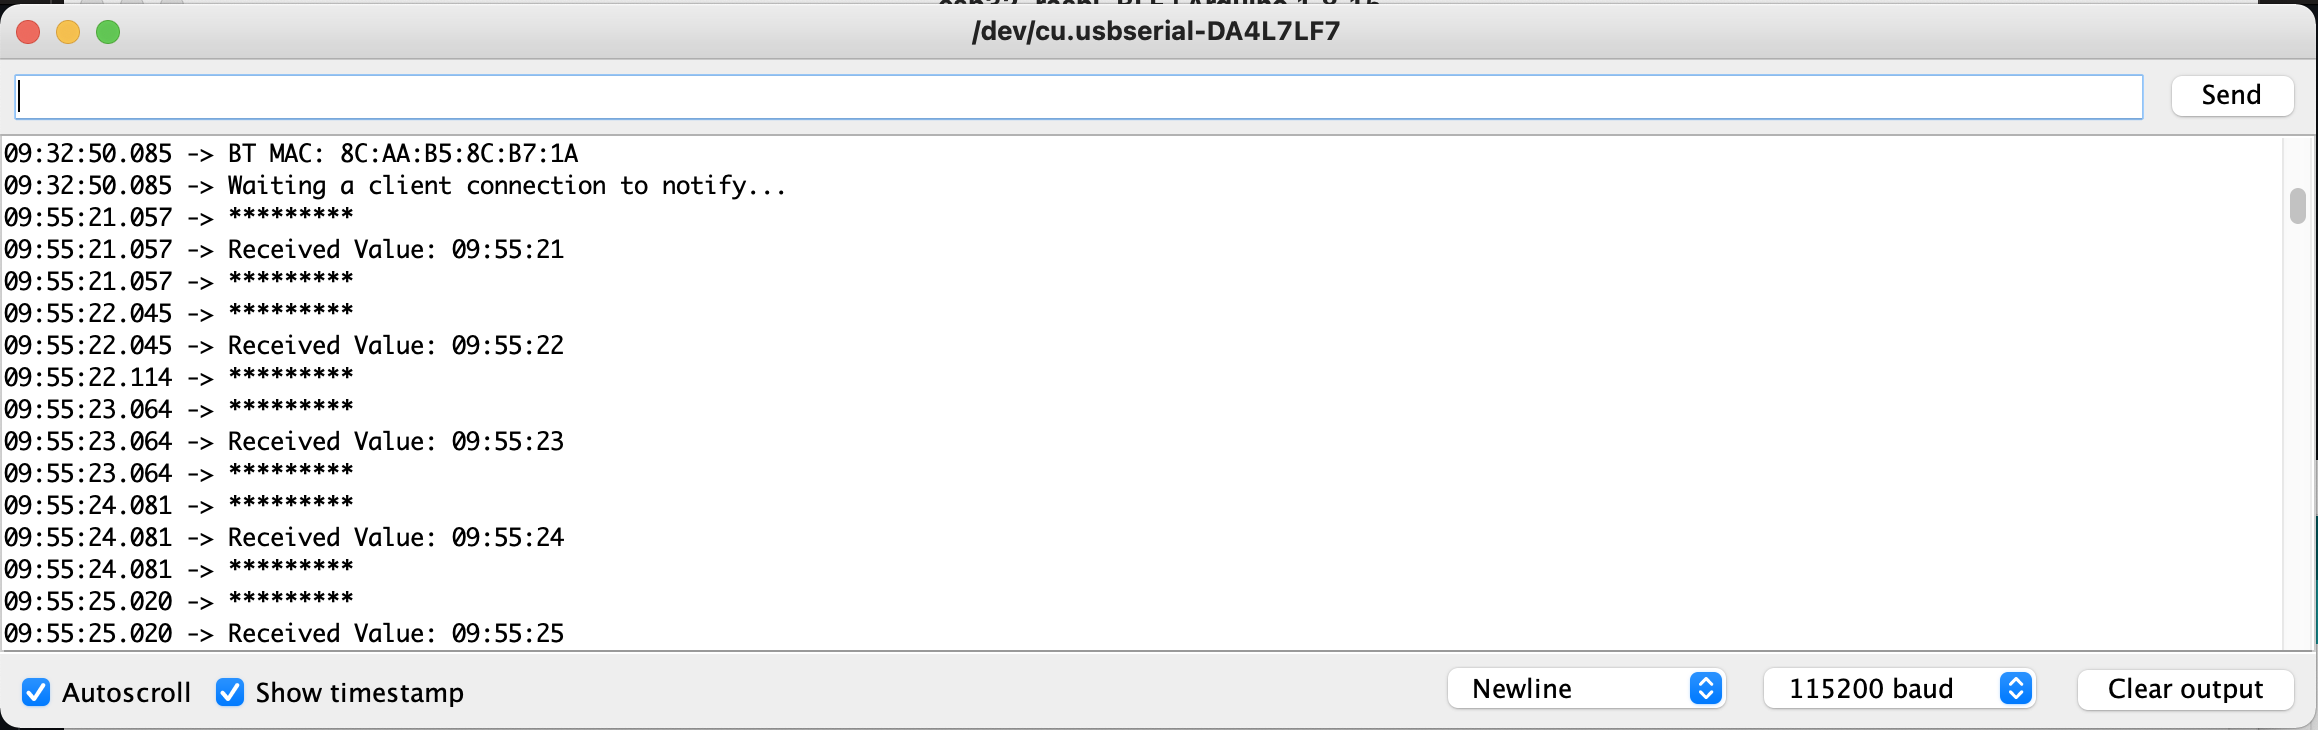 /dev/cu.usbserial-DA4L7LF7
Send
09:32:50.085 -> BT MAC: 8C:AA:B5:8C:B7:1A
09:32:50.085 -> Waiting a client connection to notify...
09:55:21.057 -> *********
09:55:21.057 -> Received Value: 09:55:21
09:55:21.057 -> *********
09:55:22.045 -> *********
09:55:22.045 -> Received Value: 09:55:22
09:55:22.114 -> *********
09:55:23.064 -> *********
09:55:23.064 -> Received Value: 09:55:23
09:55:23.064 -> *********
09:55:24.081 -> *********
09:55:24.081 -> Received Value: 09:55:24
09:55:24.081 -> *********
09:55:25.020 -> *********
09:55:25.020 -> Received Value: 09:55:25
Autoscroll Show timestamp Newline 115200 baud Clear output